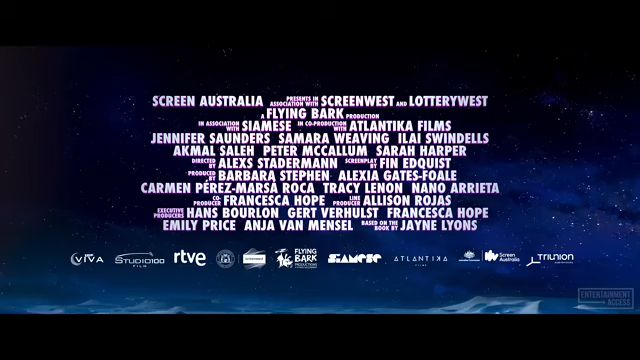 SCREEN AUSTRALIA PRESENTS IN ASSOCIATION WITH SCREENWEST AND LOTTERYWEST
A FLYING BARK PRODUCTION
IN ASSOCIATION WITH SIAMESE IN CO-PRODUCTION WITH ATLANTIKA FILMS
JENNIFER SAUNDERS SAMARA WEAVING ILAI SWINDELLS
AKMAL SALEH PETER MCCALLUM SARAH HARPER
DIRECTED BY ALEXS STADERMANN SCREENPLAY BY FIN EDQUIST
PRODUCED BY BARBARA STEPHEN ALEXIA GATES-FOALE
CARMEN PÉREZ-MARSÁ ROCA TRACY LENON NANO ARRIETA
CO-PRODUCER FRANCESCA HOPE LINE PRODUCER ALLISON ROJAS
EXECUTIVE PRODUCERS HANS BOURLON GERT VERHULST FRANCESCA HOPE
EMILY PRICE ANJA VAN MENSEL BASED ON THE BOOK BY JAYNE LYONS
VIVA STUDIO100 FILM rtve FLYING BARK PRODUCTIONS SIAMESE ATLANTIKA FILMS Screen Australia TRILNION
ENTERTAINMENT ACCESS